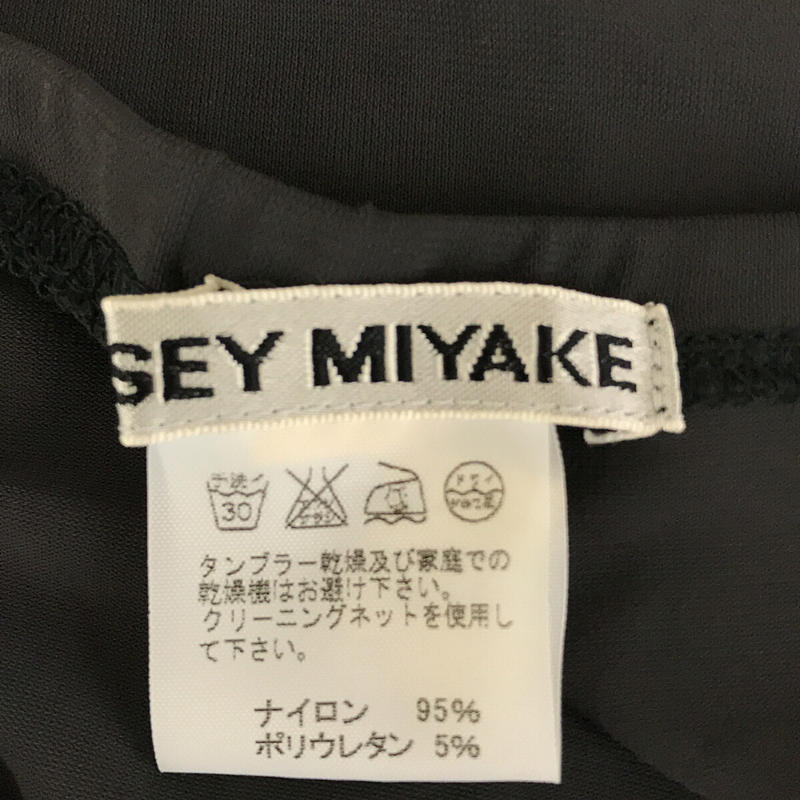 SEY MIYAKE
手洗イ
30
ドライ
タンブラー乾燥及び家庭での
乾燥機はお避け下さい。
クリーニングネットを使用し
て下さい。
ナイロン 95%
ポリウレタン 5%